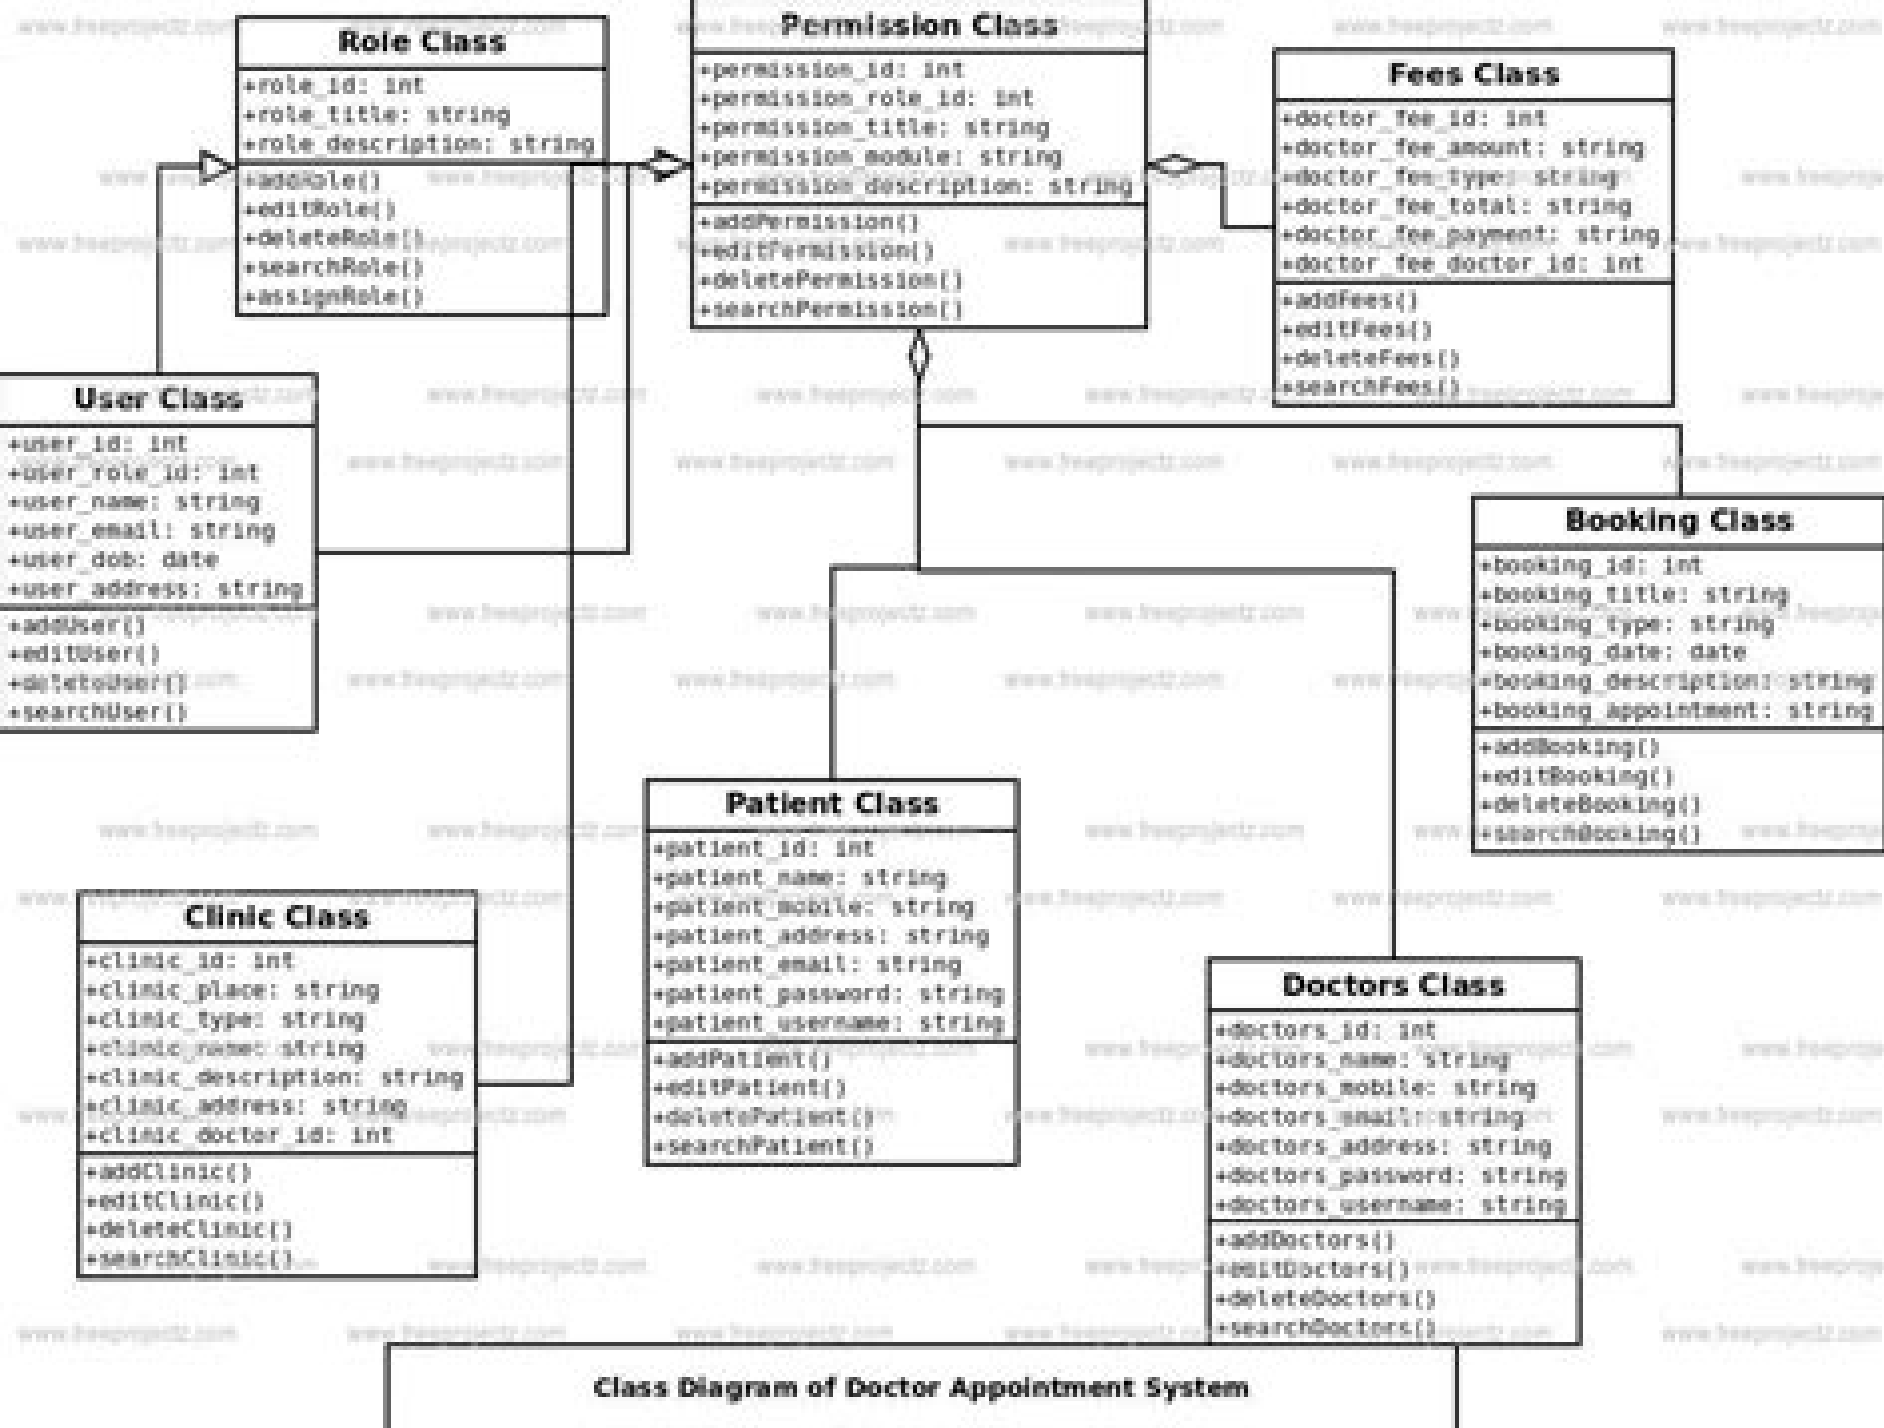 Role Class
+role_id: int
+role_title: string
+role_description: string
+addRole()
+editRole()
+deleteRole()
+searchRole()
+assignRole()
Permission Class
+permission_id: int
+permission_role_id: int
+permission_title: string
+permission_module: string
+permission_description: string
+addPermission()
+editPermission()
+deletePermission()
+searchPermission()
Fees Class
+doctor_fee_id: int
+doctor_fee_amount: string
+doctor_fee_type: string
+doctor_fee_total: string
+doctor_fee_payment: string
+doctor_fee_doctor_id: int
+addFees()
+editFees()
+deleteFees()
+searchFees()
User Class
+user_id: int
+user_role_id: int
+user_name: string
+user_email: string
+user_dob: date
+user_address: string
+addUser()
+editUser()
+deleteUser()
+searchUser()
Booking Class
+booking_id: int
+booking_title: string
+booking_type: string
+booking_date: date
+booking_description: string
+booking_appointment: string
+addBooking()
+editBooking()
+deleteBooking()
+searchBooking()
Patient Class
+patient_id: int
+patient_name: string
+patient_mobile: string
+patient_address: string
+patient_email: string
+patient_password: string
+patient_username: string
+addPatient()
+editPatient()
+deletePatient()
+searchPatient()
Clinic Class
+clinic_id: int
+clinic_place: string
+clinic_type: string
+clinic_name: string
+clinic_description: string
+clinic_address: string
+clinic_doctor_id: int
+addClinic()
+editClinic()
+deleteClinic()
+searchClinic()
Doctors Class
+doctors_id: int
+doctors_name: string
+doctors_mobile: string
+doctors_email: string
+doctors_address: string
+doctors_password: string
+doctors_username: string
+addDoctors()
+editDoctors()
+deleteDoctors()
+searchDoctors()
Class Diagram of Doctor Appointment System
www.freeprojectz.com